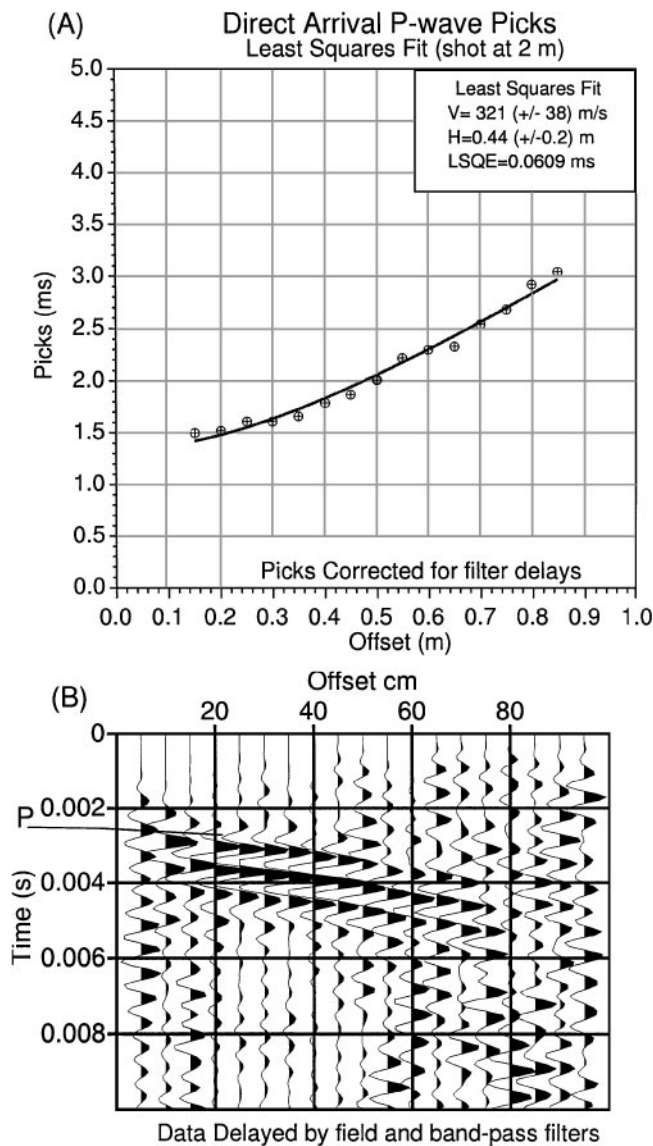 (A)
Direct Arrival P-wave Picks
Least Squares Fit (shot at 2 m)
5.0
4.5
4.0
3.5
3.0
2.5
2.0
1.5
1.0
0.5
0.0
Picks (ms)
Least Squares Fit
V= 321 (+/- 38) m/s
H=0.44 (+/-0.2) m
LSQE=0.0609 ms
Picks Corrected for filter delays
0.0 0.1 0.2 0.3 0.4 0.5 0.6 0.7 0.8 0.9 1.0
Offset (m)
(B)
Offset cm
20 40 60 80
0
0.002
P
0.004
0.006
0.008
Time (s)
Data Delayed by field and band-pass filters